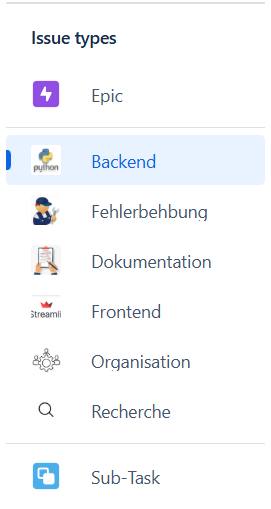 Issue types
Epic
python
Backend
Fehlerbehbung
Dokumentation
Streamli
Frontend
Organisation
Recherche
Sub-Task